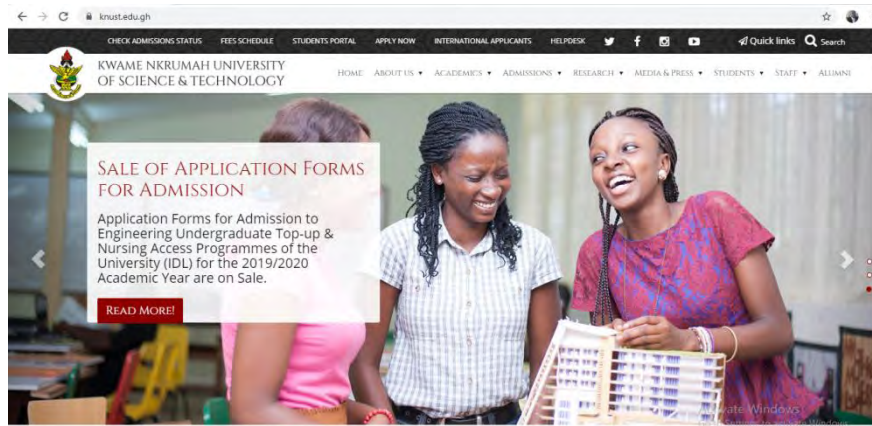 knust.edu.gh
CHECK ADMISSIONS STATUS FEES SCHEDULE STUDENTS PORTAL APPLY NOW INTERNATIONAL APPLICANTS HELPDESK Quick links Search
KWAME NKRUMAH UNIVERSITY
OF SCIENCE & TECHNOLOGY
HOME ABOUT US ACADEMICS ADMISSIONS RESEARCH MEDIA & PRESS STUDENTS STAFF ALUMNI
SALE OF APPLICATION FORMS
FOR ADMISSION
Application Forms for Admission to
Engineering Undergraduate Top-up &
Nursing Access Programmes of the
University (IDL) for the 2019/2020
Academic Year are on Sale.
READ MORE!
Windows